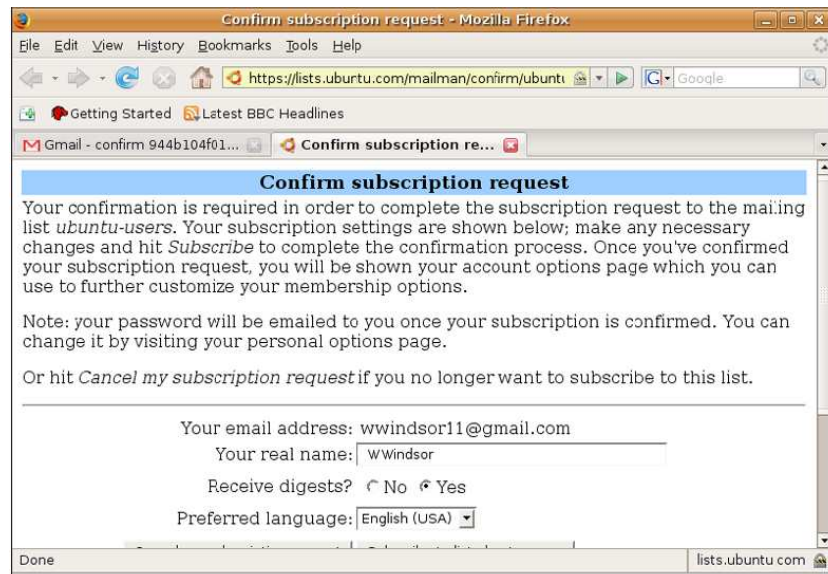 Confirm subscription request - Mozilla Firefox
File Edit View History Bookmarks Tools Help
https://lists.ubuntu.com/mailman/confirm/ubuntu
G Google
Getting Started Latest BBC Headlines
Gmail - confirm 944b104f01... Confirm subscription re...
Confirm subscription request
Your confirmation is required in order to complete the subscription request to the mailing
list ubuntu-users. Your subscription settings are shown below; make any necessary
changes and hit Subscribe to complete the confirmation process. Once you've confirmed
your subscription request, you will be shown your account options page which you can
use to further customize your membership options.
Note: your password will be emailed to you once your subscription is confirmed. You can
change it by visiting your personal options page.
Or hit Cancel my subscription request if you no longer want to subscribe to this list.
Your email address: wwindsor11@gmail.com
Your real name: WWindsor
Receive digests? No Yes
Preferred language: English (USA)
Done lists.ubuntu.com